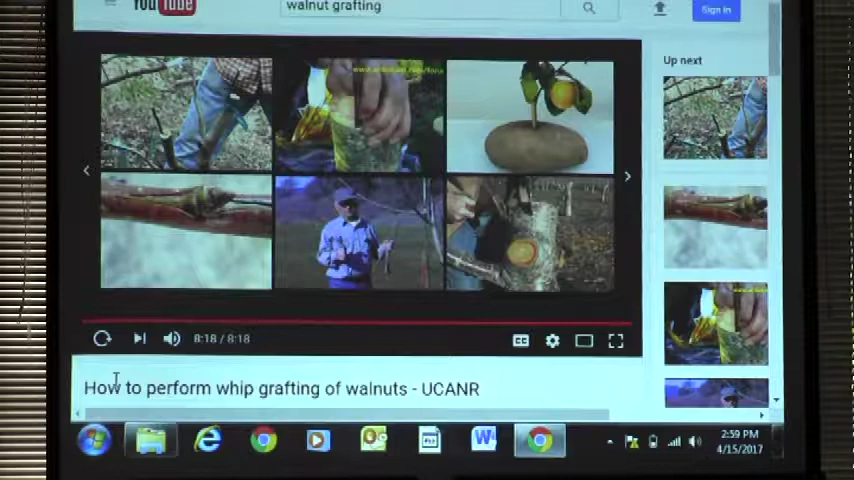 YouTube
walnut grafting
Sign in
Up next
8:18 / 8:18
CC
How to perform whip grafting of walnuts - UCANR
2:59 PM
4/15/2017